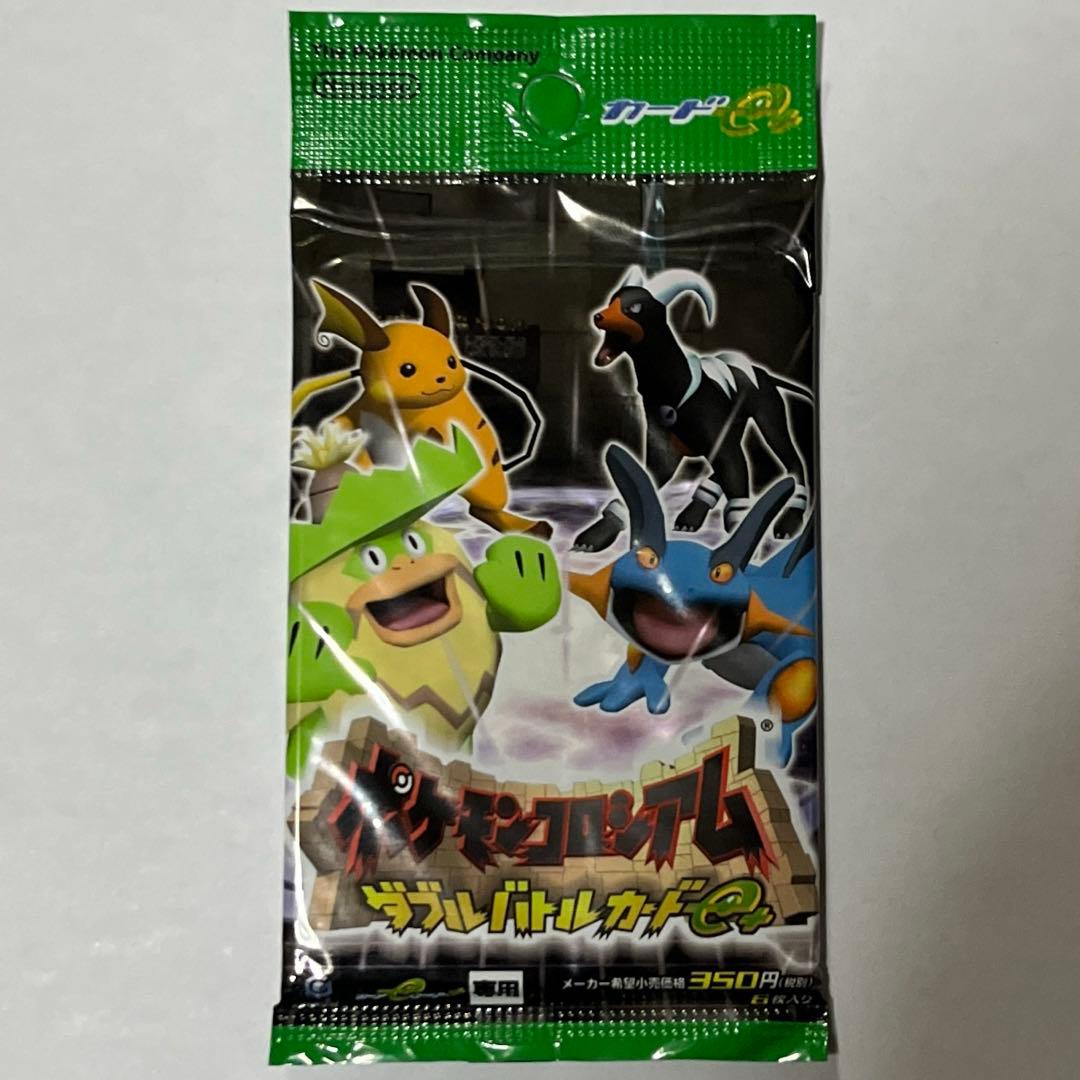 The Pokémon Company
Nintendo
カードe+
®
ポケモンコロシアム
ダブルバトルカードe+
専用
メーカー希望小売価格 350円(税別)
6枚入り